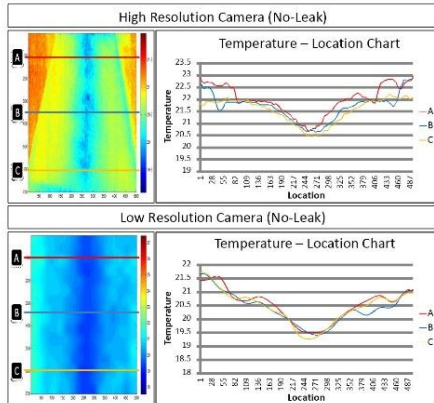 High Resolution Camera (No-Leak)
A
B
C
Temperature – Location Chart
Temperature
23.5
23
22.5
22
21.5
21
20.5
20
19.5
19
1 28 55 82 109 136 163 190 217 244 271 298 325 352 379 406 433 460 487
Location
A
B
C
Low Resolution Camera (No-Leak)
A
B
C
Temperature – Location Chart
Temperature
22
21.5
21
20.5
20
19.5
19
18.5
18
1 28 55 82 109 136 163 190 217 244 271 298 325 352 379 406 433 460 487
Location
A
B
C